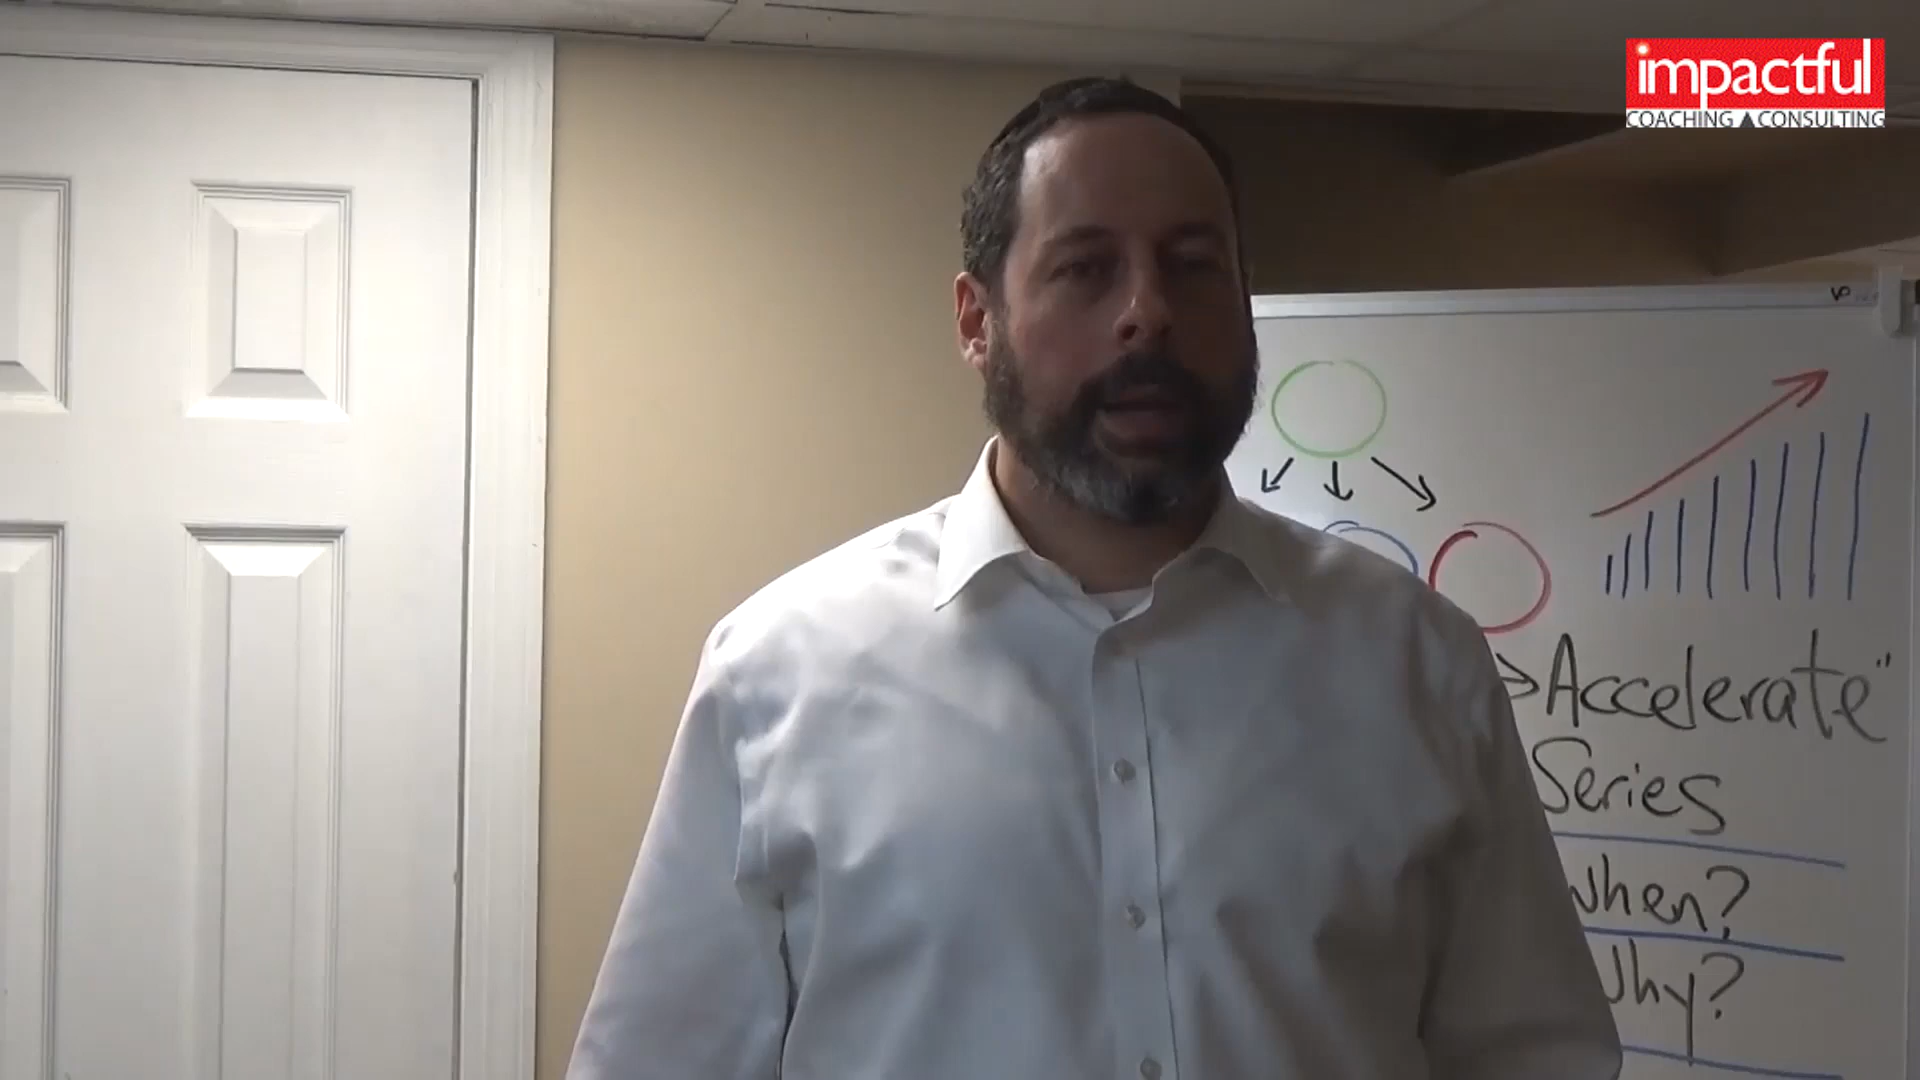 impactful
COACHING CONSULTING
Accelerate"
Series
When?
Why?